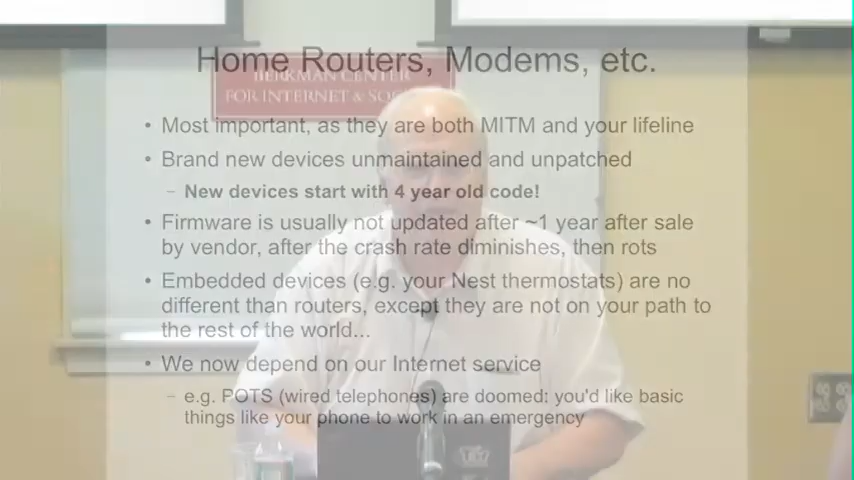 Home Routers, Modems, etc.
BERKMAN CENTER
FOR INTERNET & SO
• Most important, as they are both MITM and your lifeline
• Brand new devices unmaintained and unpatched
– New devices start with 4 year old code!
• Firmware is usually not updated after ~1 year after sale
by vendor, after the crash rate diminishes, then rots
• Embedded devices (e.g. your Nest thermostats) are no
different than routers, except they are not on your path to
the rest of the world...
• We now depend on our Internet service
– e.g. POTS (wired telephones) are doomed: you'd like basic
things like your phone to work in an emergency